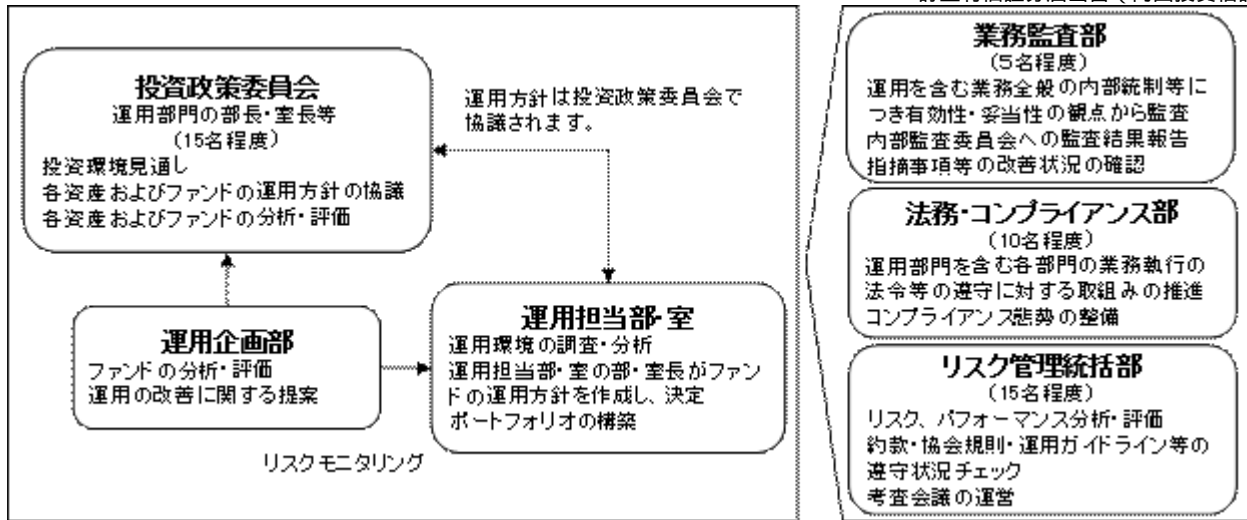 投資政策委員会
運用部門の部長・室長等
(15名程度)
投資環境見通し
各資産およびファンドの運用方針の協議
各資産およびファンドの分析・評価
運用方針は投資政策委員会で
協議されます。
運用企画部
ファンドの分析・評価
運用の改善に関する提案
運用担当部・室
運用環境の調査・分析
運用担当部・室の部・室長がファン
ドの運用方針を作成し、決定
ポートフォリオの構築
リスクモニタリング
業務監査部
(5名程度)
運用を含む業務全般の内部統制等に
つき有効性・妥当性の観点から監査
内部監査委員会への監査結果報告
指摘事項等の改善状況の確認
法務・コンプライアンス部
(10名程度)
運用部門を含む各部門の業務執行の
法令等の遵守に対する取組みの推進
コンプライアンス態勢の整備
リスク管理統括部
(15名程度)
リスク、パフォーマンス分析・評価
約款・協会規則・運用ガイドライン等の
遵守状況チェック
考査会議の運営